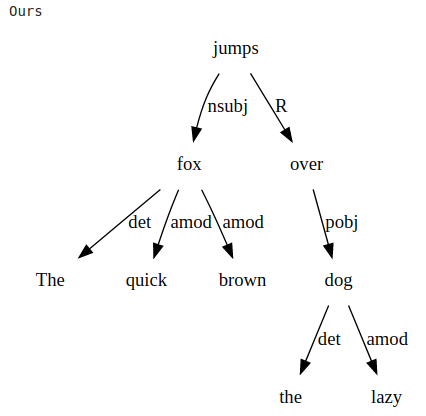 Ours
jumps
nsubj R
fox over
det amod amod pobj
The quick brown dog
det amod
the lazy